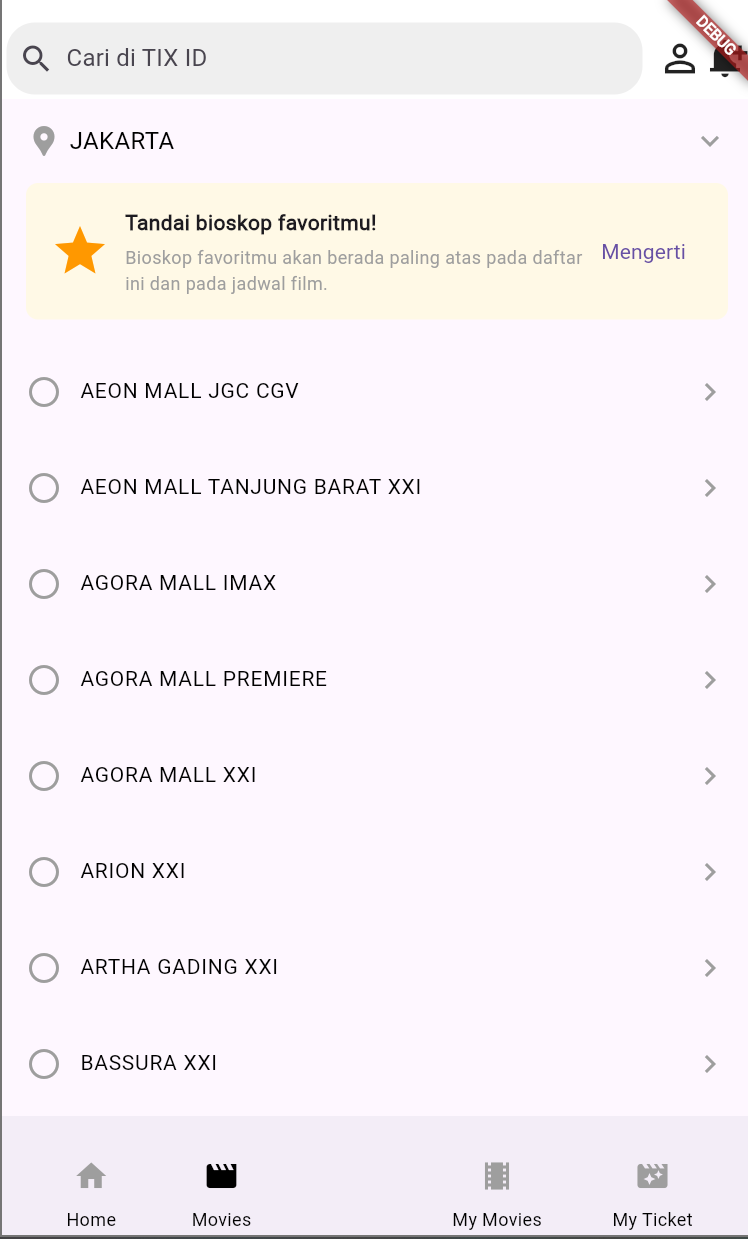 Cari di TIX ID
DEBUG
JAKARTA
Tandai bioskop favoritmu!
Bioskop favoritmu akan berada paling atas pada daftar
ini dan pada jadwal film.
Mengerti
AEON MALL JGC CGV
AEON MALL TANJUNG BARAT XXI
AGORA MALL IMAX
AGORA MALL PREMIERE
AGORA MALL XXI
ARION XXI
ARTHA GADING XXI
BASSURA XXI
Home
Movies
My Movies
My Ticket